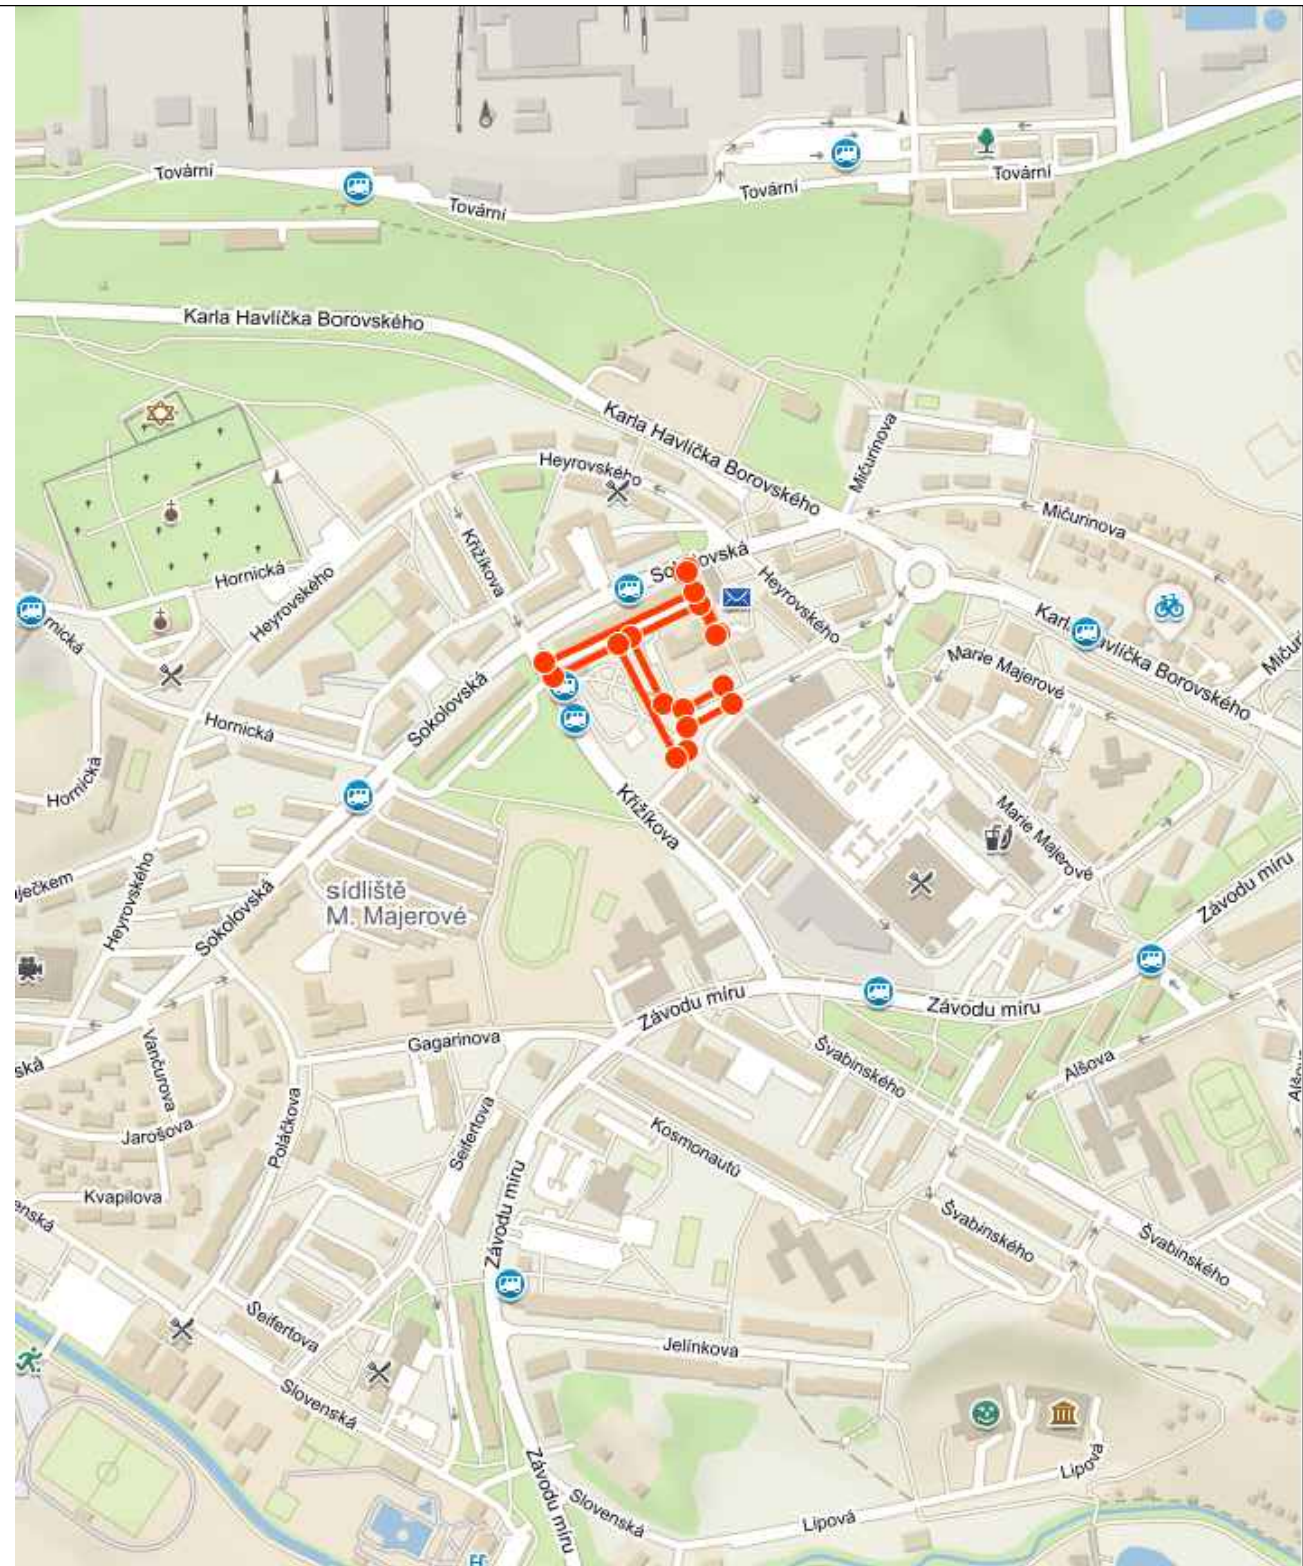 Tovární
Tovární
Tovární
Tovární
Karla Havlíčka Borovského
Karla Havlíčka Borovského
Mičurinova
Heyrovského
Mičurinova
Křižíkova
Hornická
Heyrovského
Heyrovského
Karla Havlíčka Borovského
Marie Majerové
Sokolovská
Hornická
Hornická
Křižíkova
Marie Majerové
Heyrovského
Sokolovská
sídliště
M. Majerové
Závodu míru
Závodu míru
Závodu míru
Gagarinova
Vančurova
Švabinského
Alšova
Jarošova
Poláčkova
Seifertova
Kosmonautů
Kvapilova
Závodu míru
Švabinského
Švabinského
Seifertova
Jelínkova
Slovenská
Závodu míru
Slovenská
Lipová
Lipová